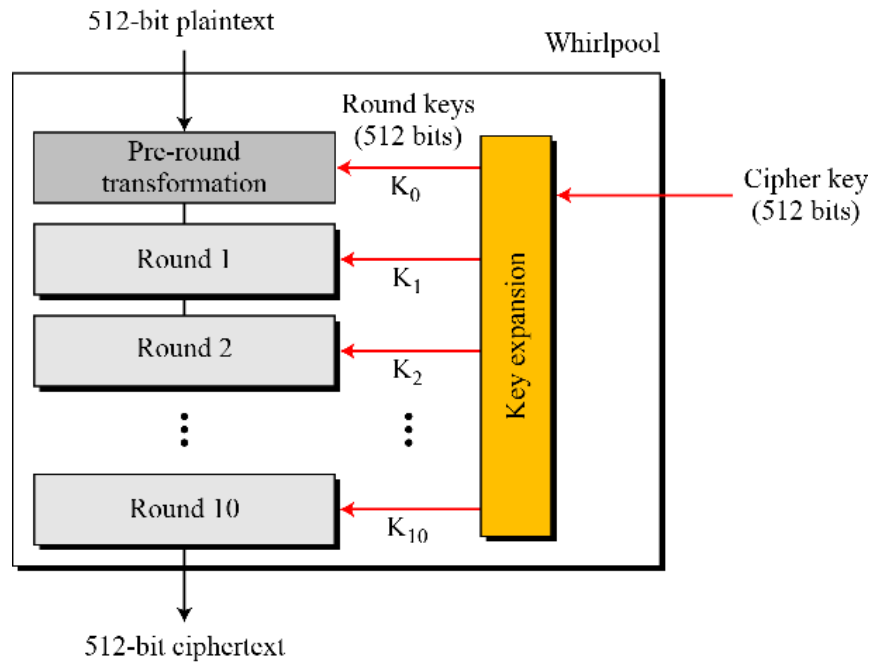 512-bit plaintext
Whirlpool
Round keys
(512 bits)
Pre-round
transformation
K0
Cipher key
(512 bits)
Round 1
K1
Round 2
K2
Key expansion
Round 10
K10
512-bit ciphertext